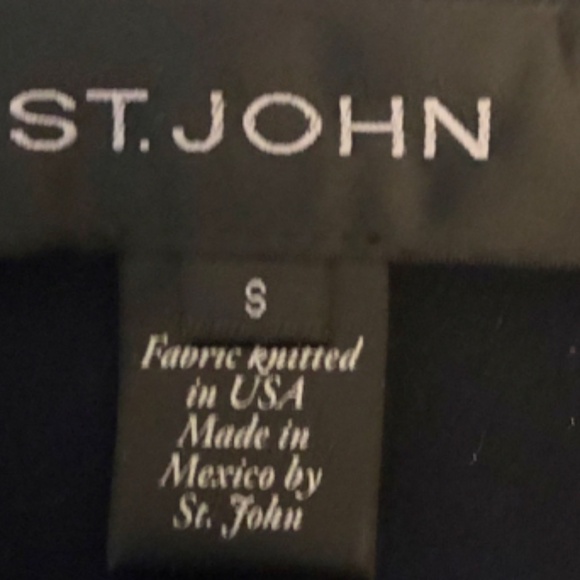 ST. JOHN
S
Fabric knitted
in USA
Made in
Mexico by
St. John